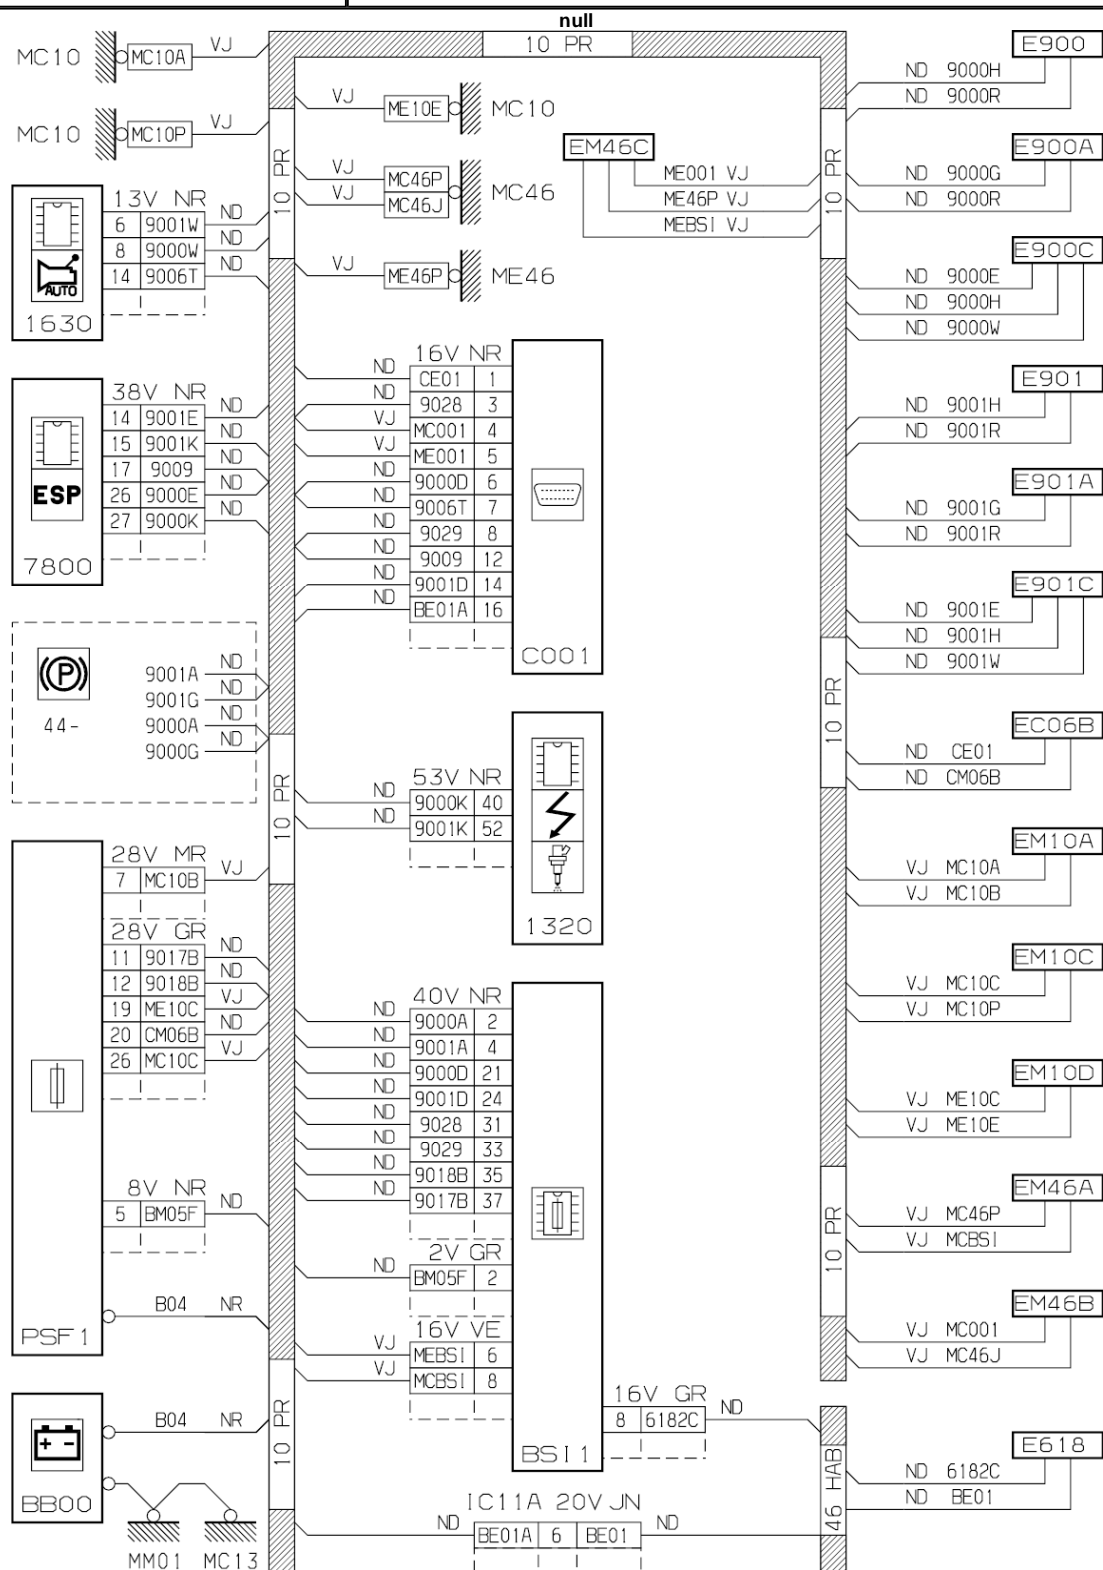 null
10 PR
MC10 MC10A VJ
MC10 MC10P VJ
10 PR
13V NR
6 9001W ND
8 9000W ND
14 9006T ND
AUTO
1630
38V NR
14 9001E ND
15 9001K ND
17 9009 ND
26 9000E ND
27 9000K ND
ESP
7800
(P)
44-
9001A ND
9001G ND
9000A ND
9000G ND
10 PR
28V MR
7 MC10B VJ
28V GR
11 9017B ND
12 9018B ND
19 ME10C VJ
20 CM06B ND
26 MC10C VJ
8V NR
5 BM05F ND
B04 NR
PSF1
B04 NR
+ -
BB00
MM01 MC13
10 PR
VJ ME10E MC10
VJ MC46P
VJ MC46J
MC46
VJ ME46P ME46
EM46C
ME001 VJ
ME46P VJ
MEBSI VJ
16V NR
ND CE01 1
ND 9028 3
VJ MC001 4
VJ ME001 5
ND 9000D 6
ND 9006T 7
ND 9029 8
ND 9009 12
ND 9001D 14
ND BE01A 16
C001
53V NR
ND 9000K 40
ND 9001K 52
1320
40V NR
ND 9000A 2
ND 9001A 4
ND 9000D 21
ND 9001D 24
ND 9028 31
ND 9029 33
ND 9018B 35
ND 9017B 37
2V GR
ND BM05F 2
16V VE
VJ MEBSI 6
VJ MCBSI 8
16V GR
8 6182C ND
BSI1
IC11A 20V JN
ND BE01A 6 BE01 ND
10 PR
10 PR
10 PR
46 HAB
E900
ND 9000H
ND 9000R
E900A
ND 9000G
ND 9000R
E900C
ND 9000E
ND 9000H
ND 9000W
E901
ND 9001H
ND 9001R
E901A
ND 9001G
ND 9001R
E901C
ND 9001E
ND 9001H
ND 9001W
EC06B
ND CE01
ND CM06B
EM10A
VJ MC10A
VJ MC10B
EM10C
VJ MC10C
VJ MC10P
EM10D
VJ ME10C
VJ ME10E
EM46A
VJ MC46P
VJ MCBSI
EM46B
VJ MC001
VJ MC46J
E618
ND 6182C
ND BE01